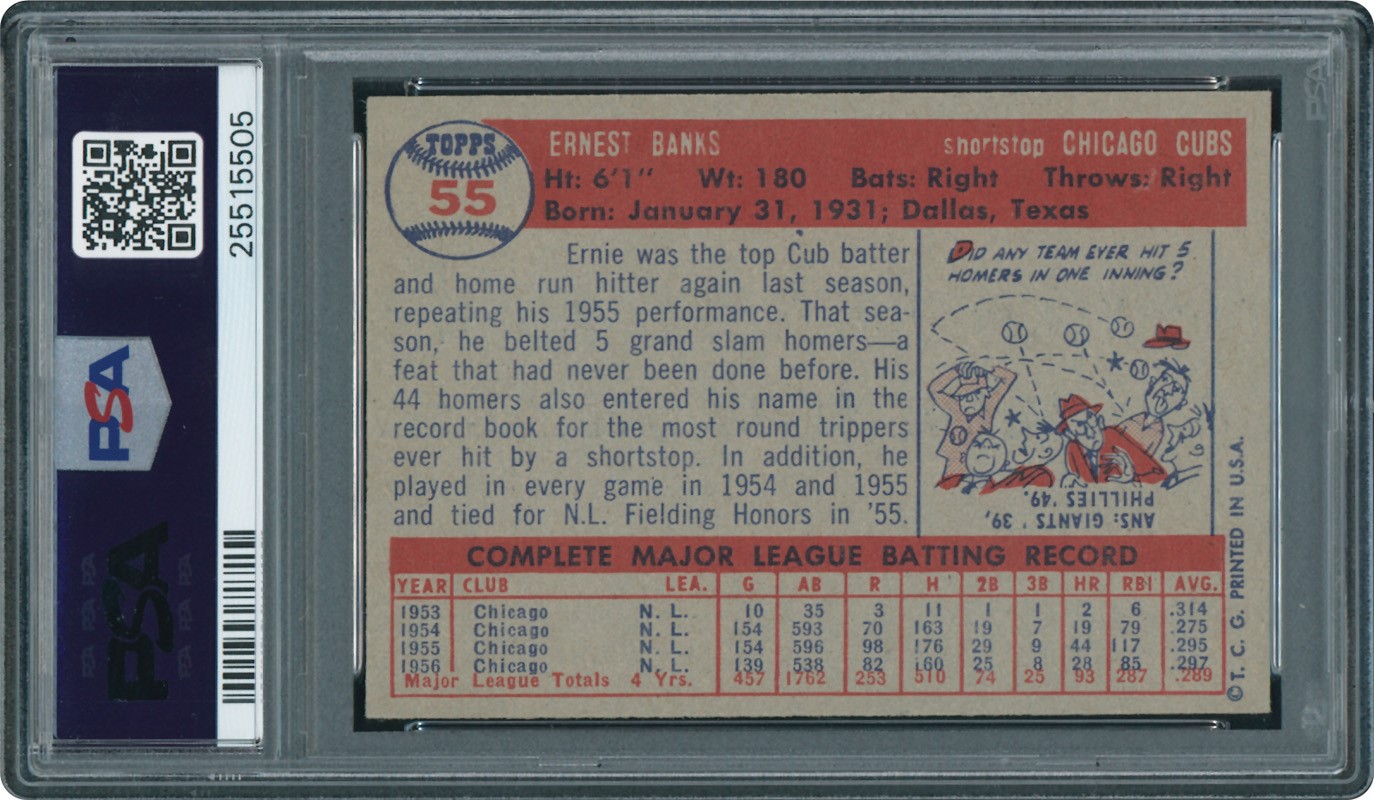 25515505
PSA
PSA
TOPPS
55
ERNEST BANKS shortstop CHICAGO CUBS
Ht: 6'1" Wt: 180 Bats: Right Throws: Right
Born: January 31, 1931; Dallas, Texas
Ernie was the top Cub batter
and home run hitter again last season,
repeating his 1955 performance. That sea-
son, he belted 5 grand slam homers—a
feat that had never been done before. His
44 homers also entered his name in the
record book for the most round trippers
ever hit by a shortstop. In addition, he
played in every game in 1954 and 1955
and tied for N.L. Fielding Honors in '55.
DID ANY TEAM EVER HIT 5
HOMERS IN ONE INNING?
ANS: GIANTS '39,
PHILLIES '49.
COMPLETE MAJOR LEAGUE BATTING RECORD
YEAR CLUB LEA. G AB R H 2B 3B HR RBI AVG.
1953 Chicago N. L. 10 35 3 11 1 1 2 6 .314
1954 Chicago N. L. 154 593 70 163 19 7 19 79 .275
1955 Chicago N. L. 154 596 98 176 29 9 44 117 .295
1956 Chicago N. L. 139 538 82 160 25 8 28 85 .297
Major League Totals 4 Yrs. 457 1762 253 510 74 25 93 287 .289
© T. C. G. PRINTED IN U.S.A.
PSA